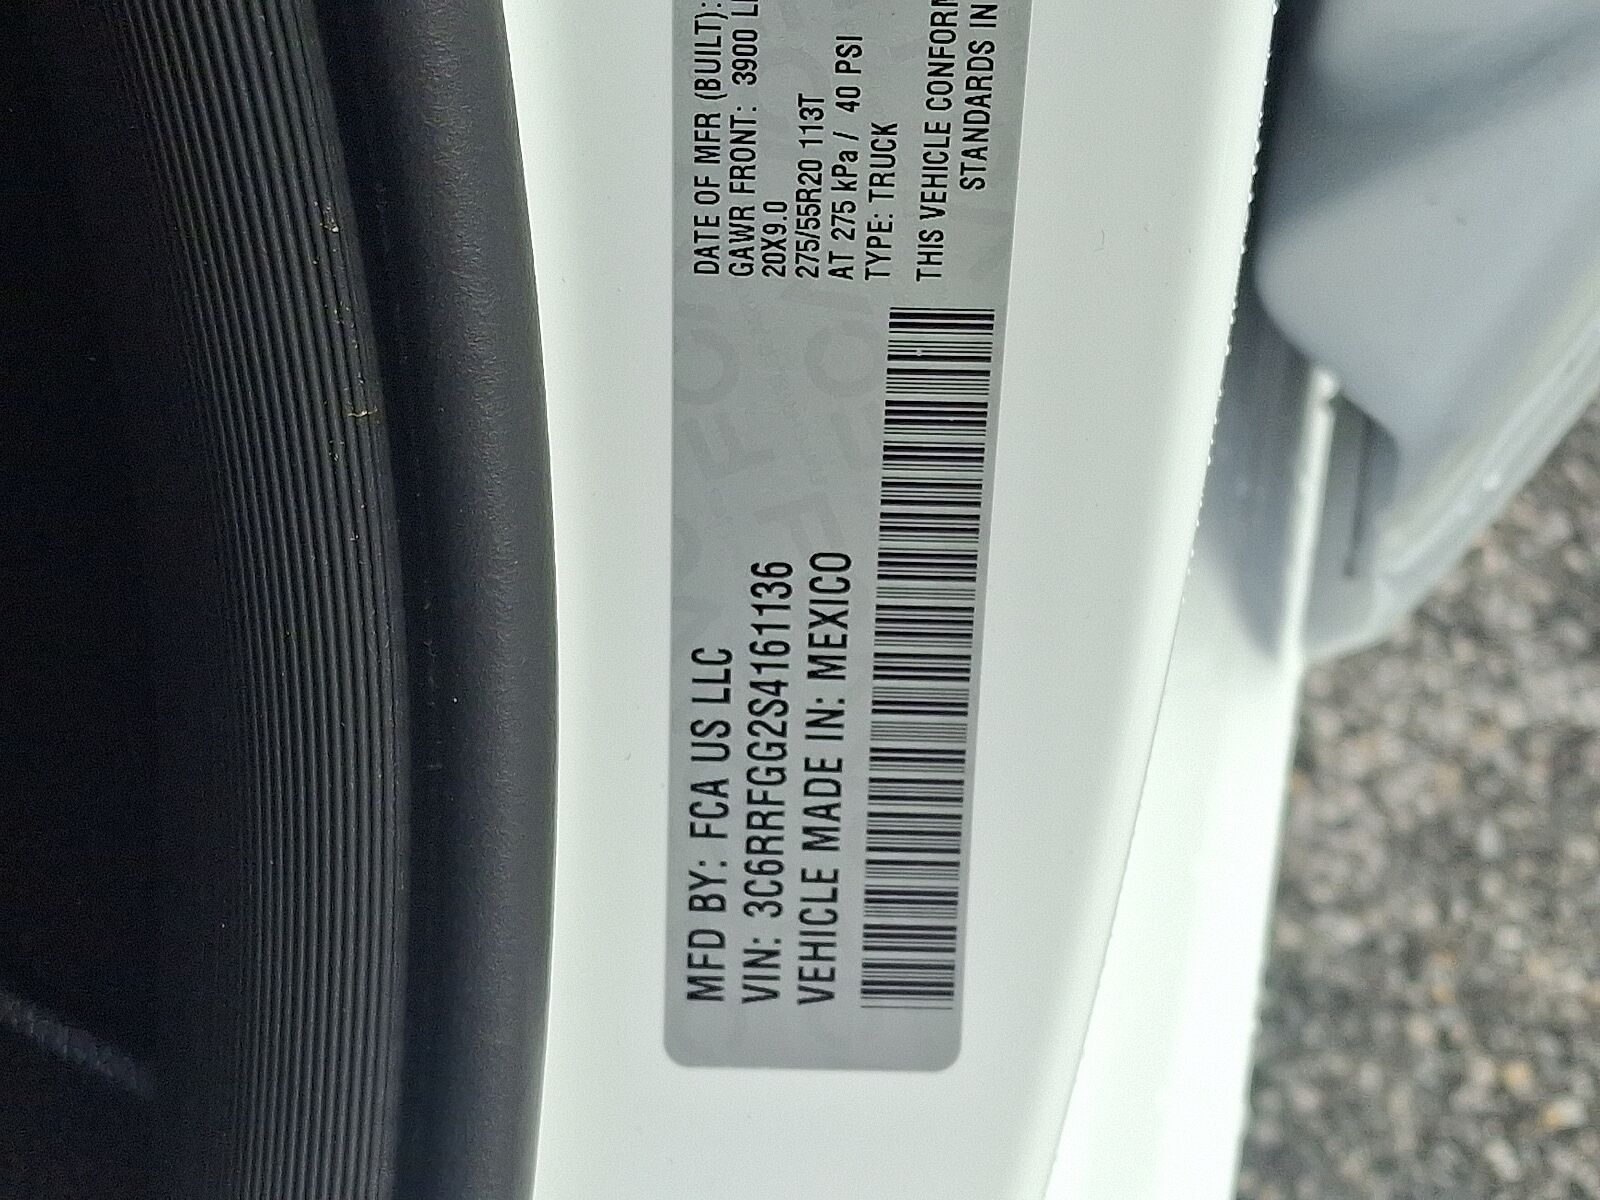 MFD BY: FCA US LLC
VIN: 3C6RRFGG2S4161136
VEHICLE MADE IN: MEXICO
DATE OF MFR (BUILT):
GAWR FRONT: 3900
20X9.0
275/55R20 113T
AT 275 kPa / 40 PSI
TYPE: TRUCK
THIS VEHICLE
STANDARDS IN